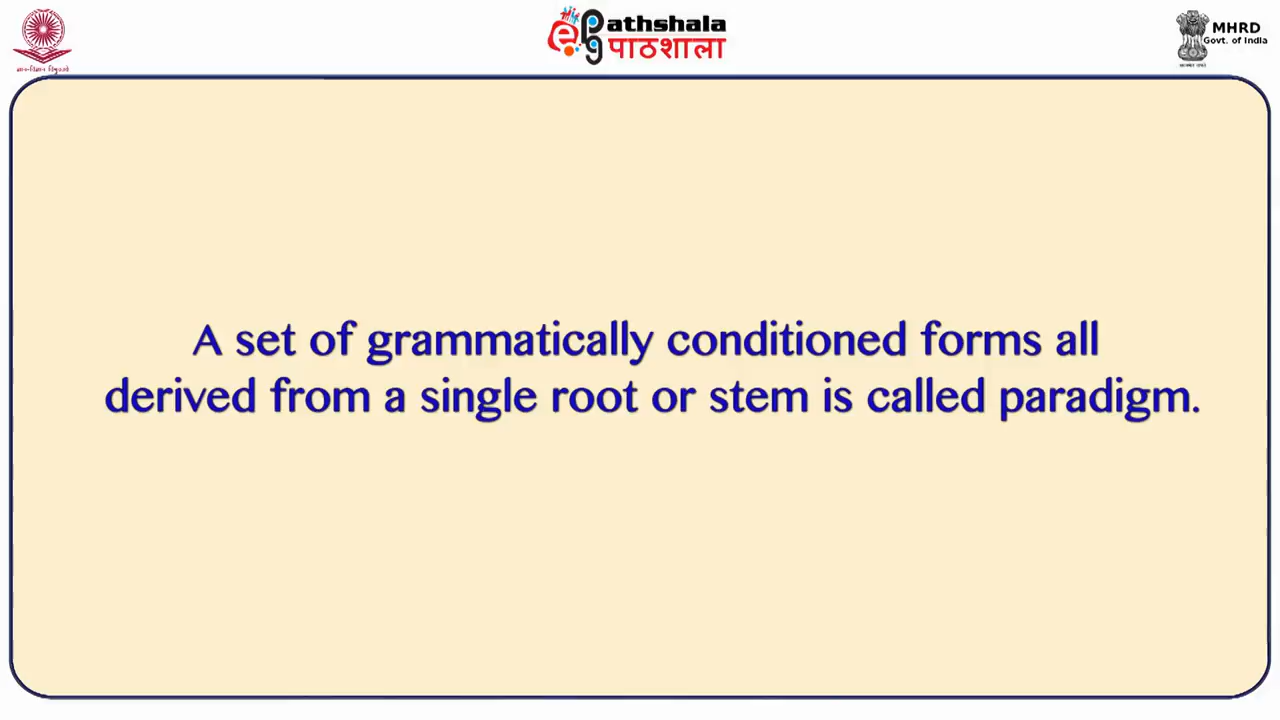 Pathshala
पाठशाला
MHRD
Govt. of India
A set of grammatically conditioned forms all
derived from a single root or stem is called paradigm.